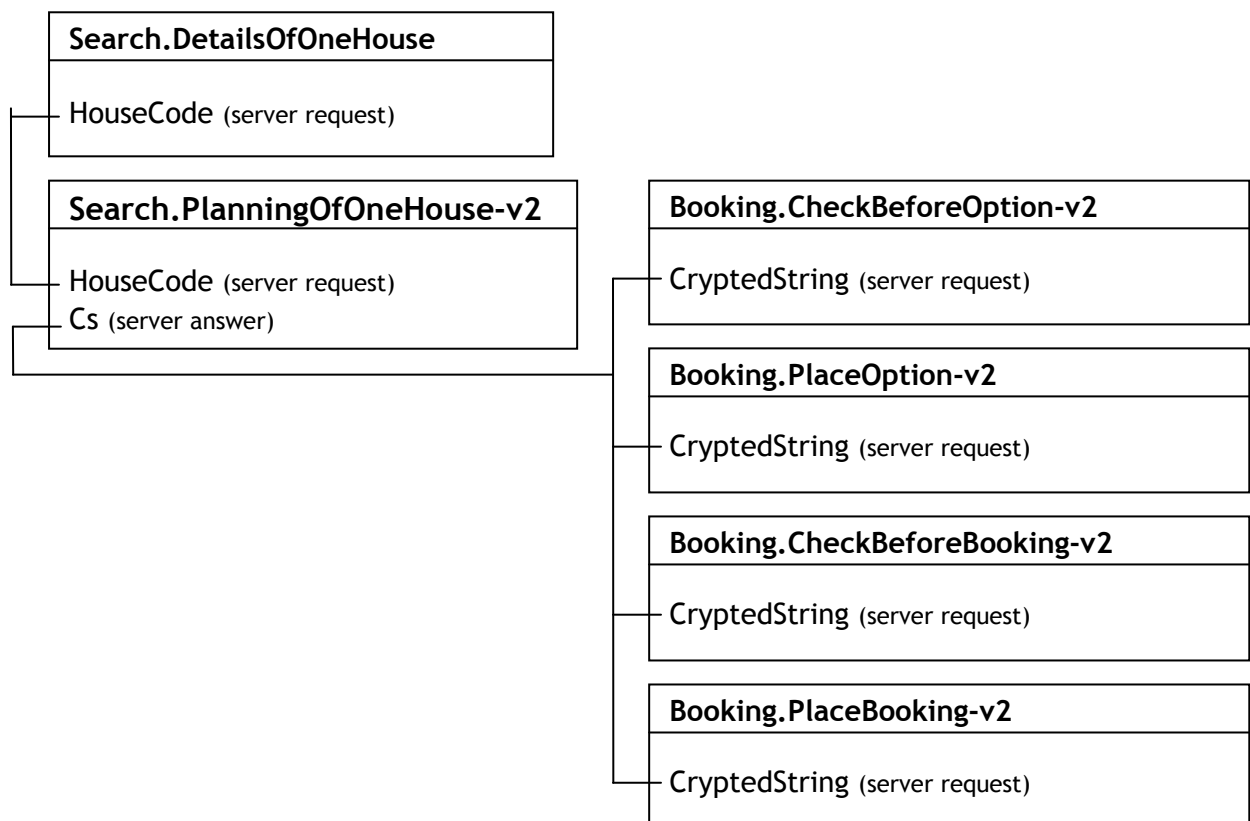 Search.DetailsOfOneHouse
HouseCode (server request)
Search.PlanningOfOneHouse-v2
HouseCode (server request)
Cs (server answer)
Booking.CheckBeforeOption-v2
CryptedString (server request)
Booking.PlaceOption-v2
CryptedString (server request)
Booking.CheckBeforeBooking-v2
CryptedString (server request)
Booking.PlaceBooking-v2
CryptedString (server request)